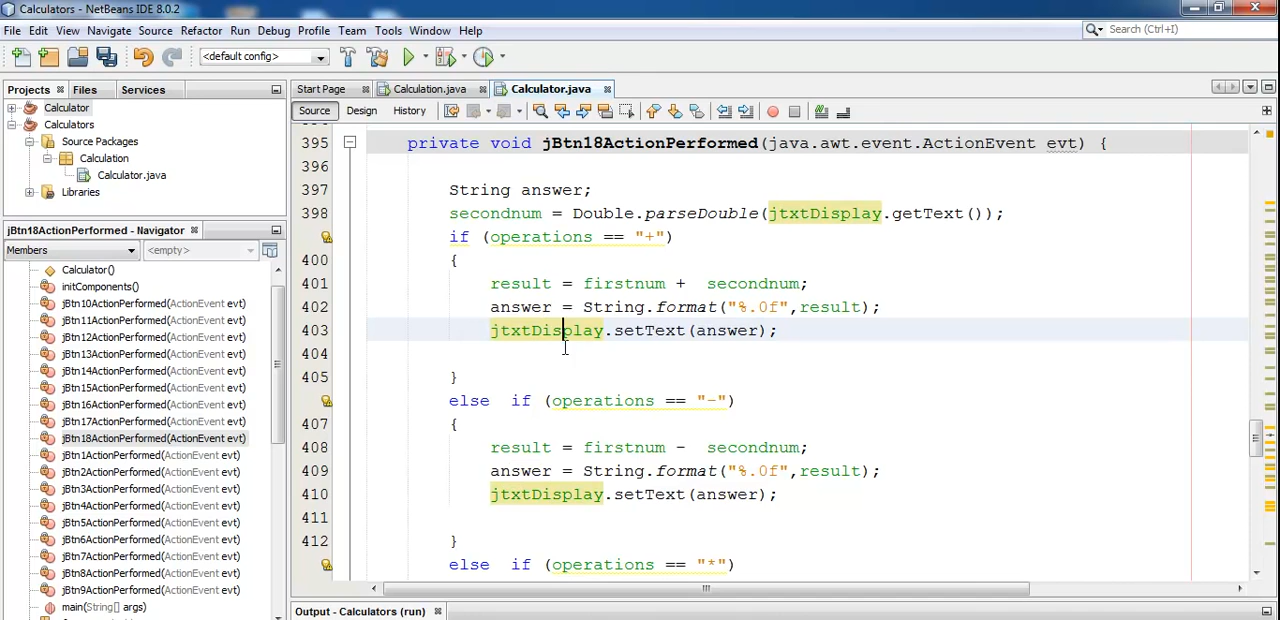 Calculators - NetBeans IDE 8.0.2
File Edit View Navigate Source Refactor Run Debug Profile Team Tools Window Help
Search (Ctrl+I)
<default config>
Projects Files Services
Start Page Calculation.java Calculator.java
Source Design History
Calculator
Calculators
Source Packages
Calculation
Calculator.java
Libraries
jBtn18ActionPerformed - Navigator
Members <empty>
Calculator()
initComponents()
jBtn10ActionPerformed(ActionEvent evt)
jBtn11ActionPerformed(ActionEvent evt)
jBtn12ActionPerformed(ActionEvent evt)
jBtn13ActionPerformed(ActionEvent evt)
jBtn14ActionPerformed(ActionEvent evt)
jBtn15ActionPerformed(ActionEvent evt)
jBtn16ActionPerformed(ActionEvent evt)
jBtn17ActionPerformed(ActionEvent evt)
jBtn18ActionPerformed(ActionEvent evt)
jBtn1ActionPerformed(ActionEvent evt)
jBtn2ActionPerformed(ActionEvent evt)
jBtn3ActionPerformed(ActionEvent evt)
jBtn4ActionPerformed(ActionEvent evt)
jBtn5ActionPerformed(ActionEvent evt)
jBtn6ActionPerformed(ActionEvent evt)
jBtn7ActionPerformed(ActionEvent evt)
jBtn8ActionPerformed(ActionEvent evt)
jBtn9ActionPerformed(ActionEvent evt)
main(String[] args)
395 private void jBtn18ActionPerformed(java.awt.event.ActionEvent evt) {
396
397 String answer;
398 secondnum = Double.parseDouble(jtxtDisplay.getText());
if (operations == "+")
400 {
401 result = firstnum + secondnum;
402 answer = String.format("%.0f",result);
403 jtxtDisplay.setText(answer);
404
405 }
else if (operations == "-")
407 {
408 result = firstnum - secondnum;
409 answer = String.format("%.0f",result);
410 jtxtDisplay.setText(answer);
411
412 }
else if (operations == "*")
Output - Calculators (run)